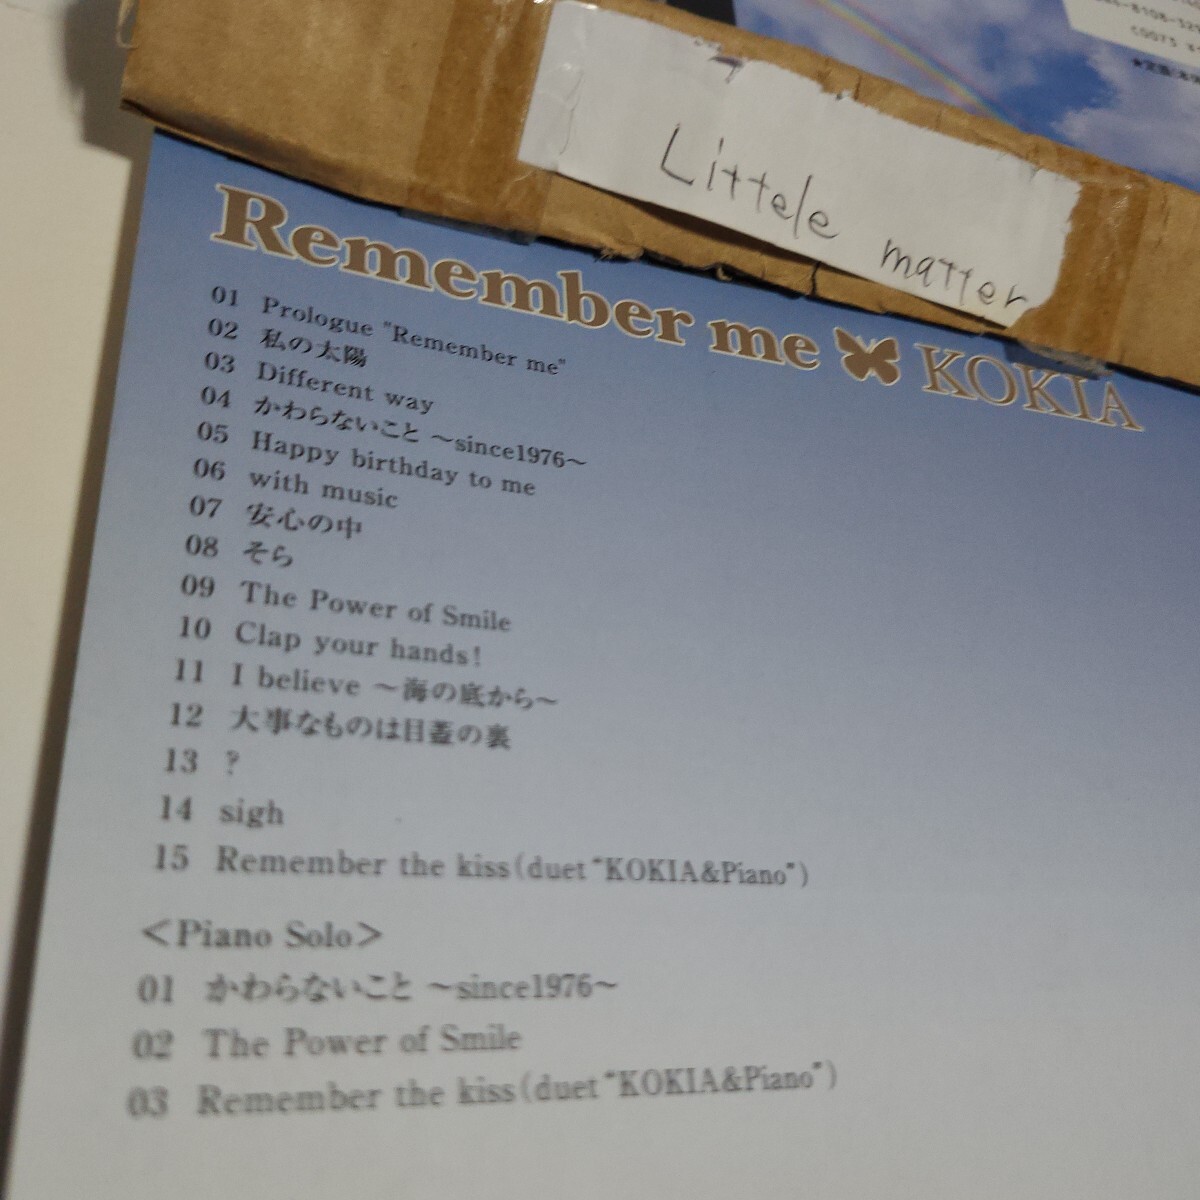 Littele matter
Remember me KOKIA
01 Prologue "Remember me"
02 私の太陽
03 Different way
04 かわらないこと ～since1976～
05 Happy birthday to me
06 with music
07 安心の中
08 そら
09 The Power of Smile
10 Clap your hands!
11 I believe ～海の底から～
12 大事なものは目蓋の裏
13 ?
14 sigh
15 Remember the kiss(duet "KOKIA&Piano")
<Piano Solo>
01 かわらないこと ～since1976～
02 The Power of Smile
03 Remember the kiss(duet "KOKIA&Piano")